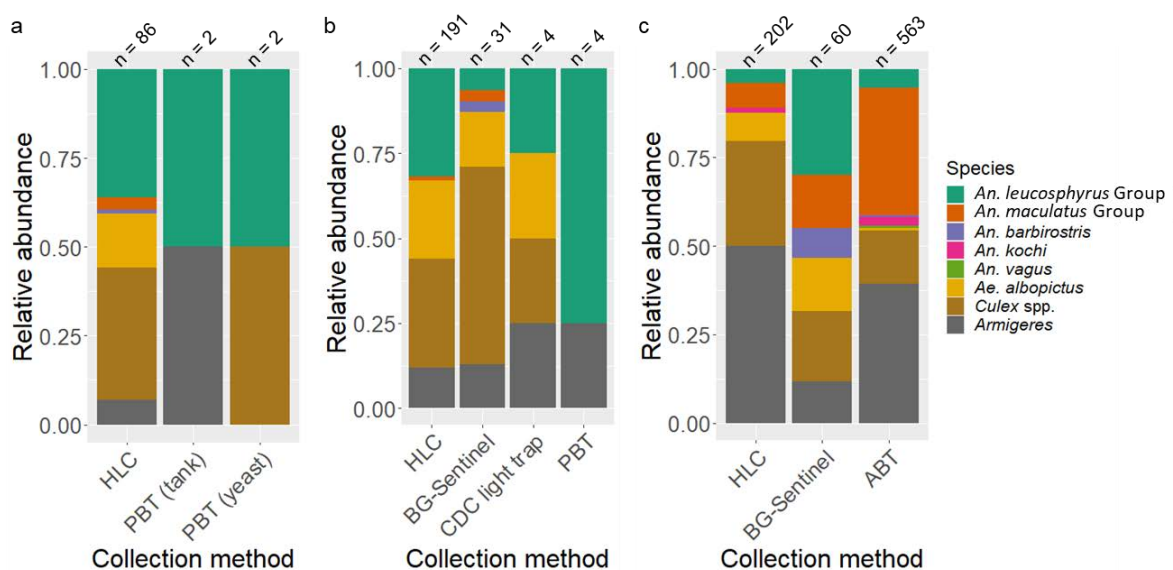 a
n = 86
n = 2
n = 2
1.00
0.75
0.50
0.25
0.00
Relative abundance
HLC
PBT (tank)
PBT (yeast)
Collection method
b
n = 191
n = 31
n = 4
n = 4
1.00
0.75
0.50
0.25
0.00
Relative abundance
HLC
BG-Sentinel
CDC light trap
PBT
Collection method
c
n = 202
n = 60
n = 563
1.00
0.75
0.50
0.25
0.00
Relative abundance
HLC
BG-Sentinel
ABT
Collection method
Species
An. leucosphyrus Group
An. maculatus Group
An. barbirostris
An. kochi
An. vagus
Ae. albopictus
Culex spp.
Armigeres